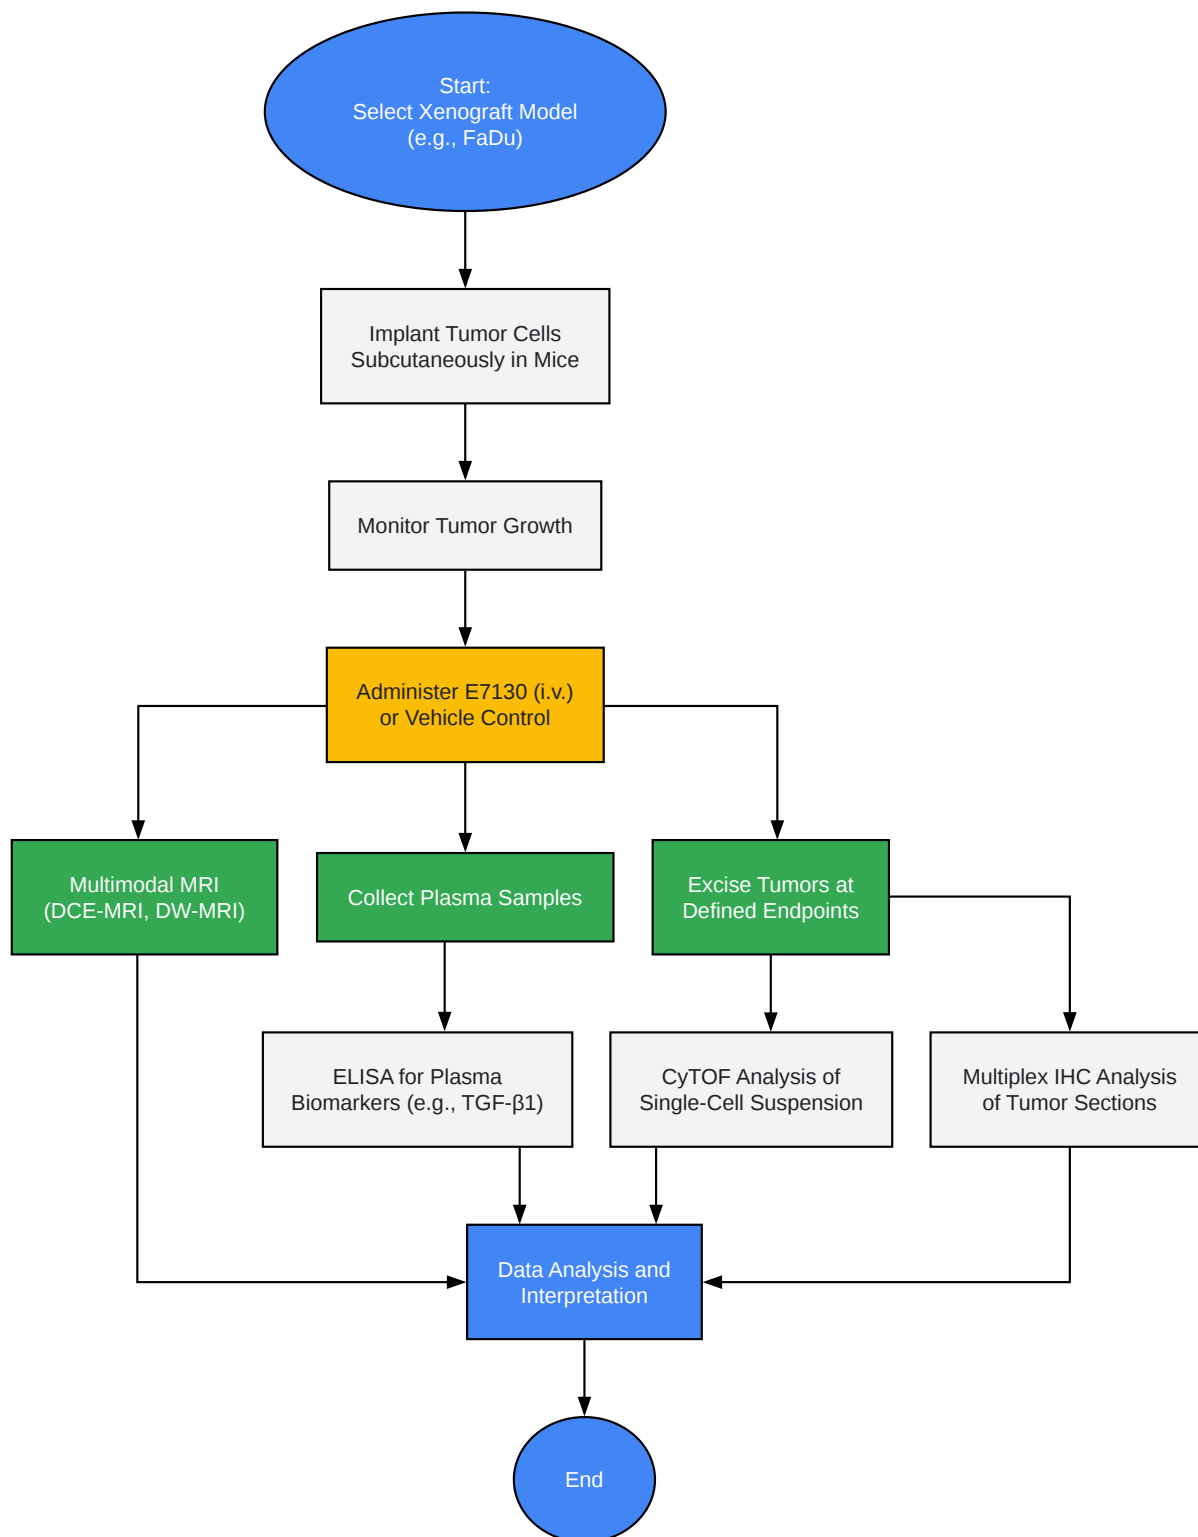 Start:
Select Xenograft Model
(e.g., FaDu)
Implant Tumor Cells
Subcutaneously in Mice
Monitor Tumor Growth
Administer E7130 (i.v.)
or Vehicle Control
Multimodal MRI
(DCE-MRI, DW-MRI)
Collect Plasma Samples
Excise Tumors at
Defined Endpoints
ELISA for Plasma
Biomarkers (e.g., TGF-β1)
CyTOF Analysis of
Single-Cell Suspension
Multiplex IHC Analysis
of Tumor Sections
Data Analysis and
Interpretation
End